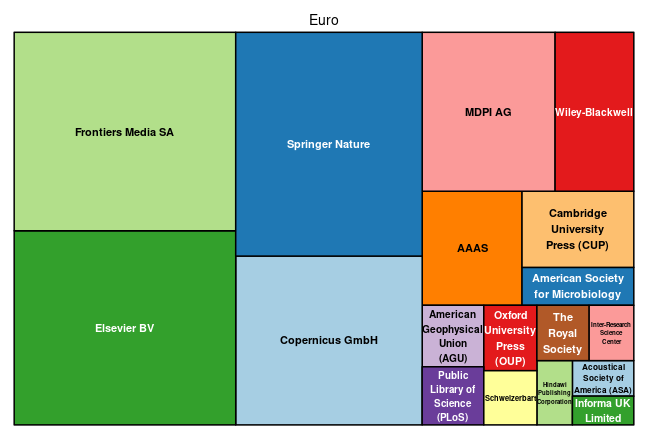 Euro
Frontiers Media SA
Elsevier BV
Springer Nature
Copernicus GmbH
MDPI AG
Wiley-Blackwell
AAAS
Cambridge
University
Press (CUP)
American Society
for Microbiology
American
Geophysical
Union
(AGU)
Public
Library of
Science
(PLoS)
Oxford
University
Press
(OUP)
Schweizerbart
The
Royal
Society
Inter-Research
Science
Center
Hindawi
Publishing
Corporation
Acoustical
Society of
America (ASA)
Informa UK
Limited